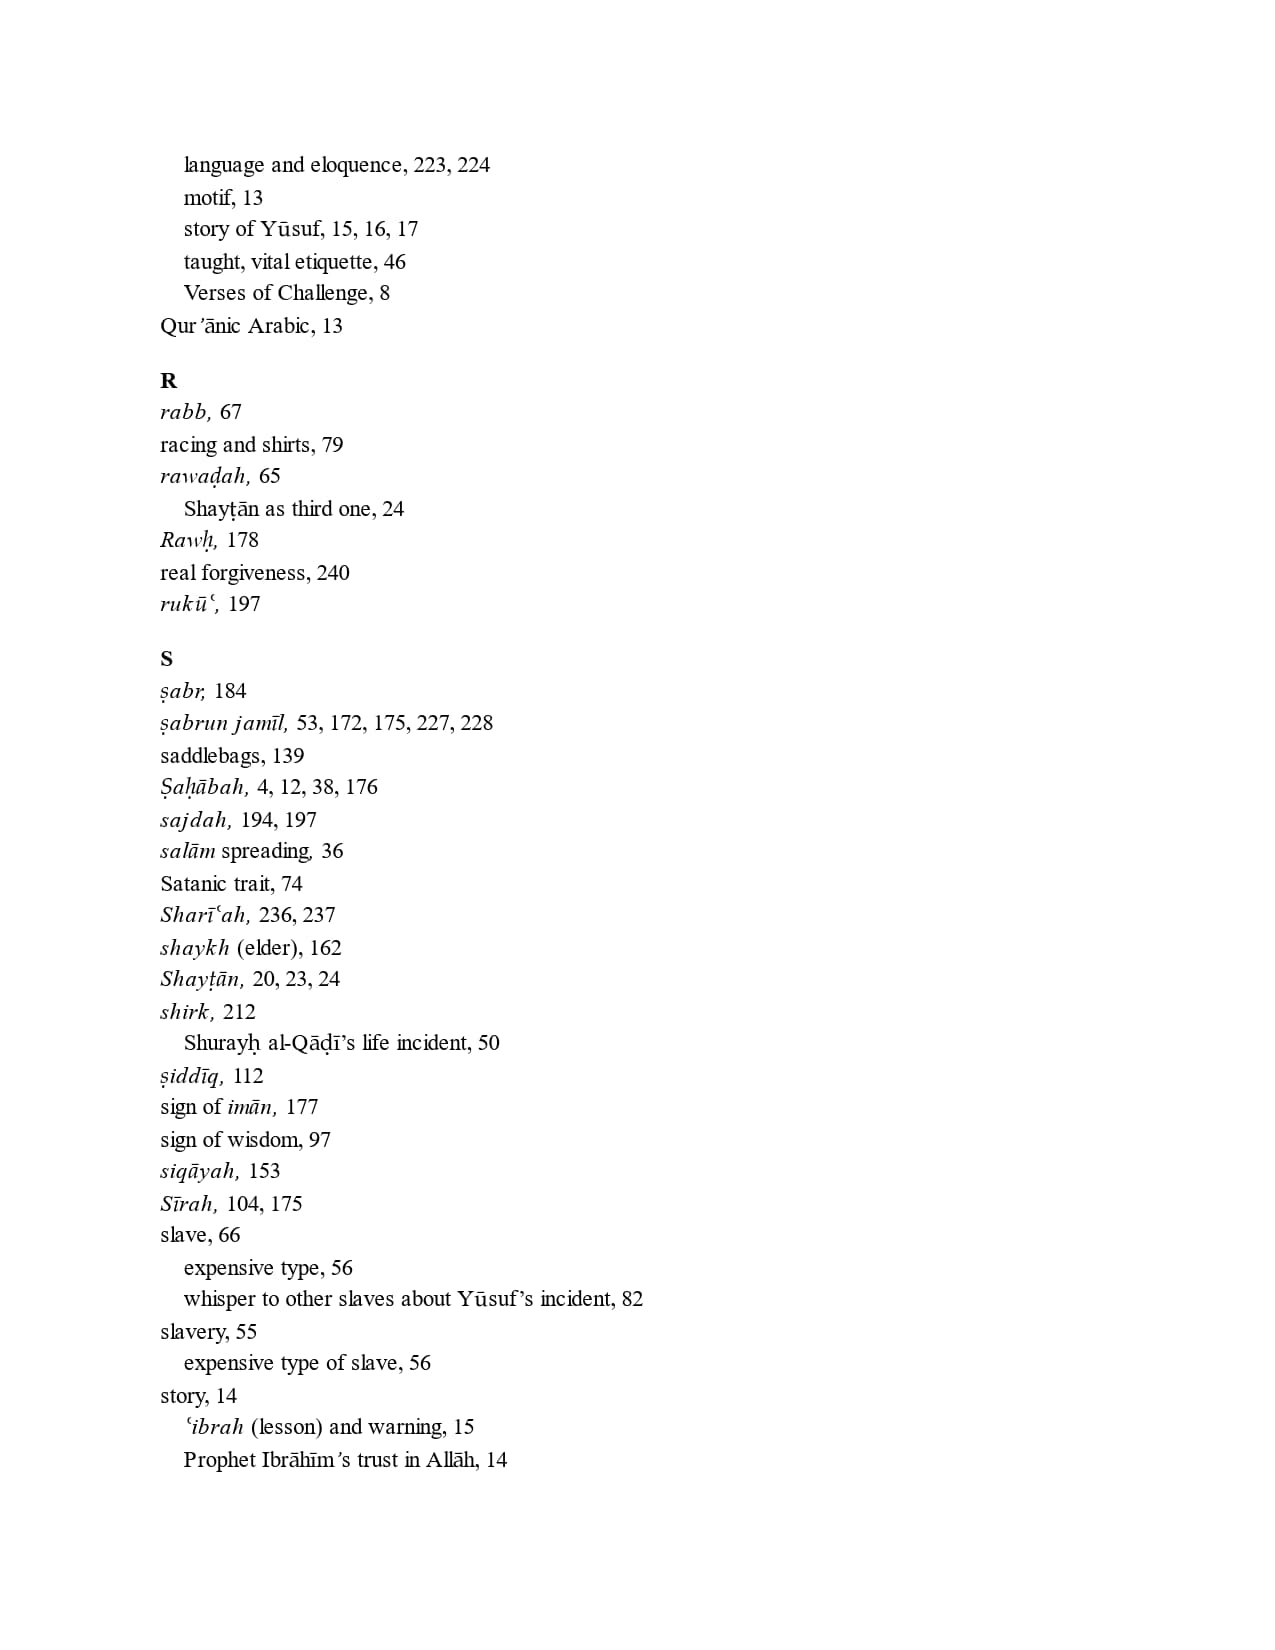 language and eloquence, 223, 224
motif, 13
story of Yūsuf, 15, 16, 17
taught, vital etiquette, 46
Verses of Challenge, 8
Qur’ānic Arabic, 13
R
rabb, 67
racing and shirts, 79
rawaḍah, 65
Shayṭān as third one, 24
Rawḥ, 178
real forgiveness, 240
rukūʿ, 197
S
ṣabr, 184
ṣabrun jamīl, 53, 172, 175, 227, 228
saddlebags, 139
Ṣaḥābah, 4, 12, 38, 176
sajdah, 194, 197
salām spreading, 36
Satanic trait, 74
Sharīʿah, 236, 237
shaykh (elder), 162
Shayṭān, 20, 23, 24
shirk, 212
Shurayḥ al-Qāḍī’s life incident, 50
ṣiddīq, 112
sign of imān, 177
sign of wisdom, 97
siqāyah, 153
Sīrah, 104, 175
slave, 66
expensive type, 56
whisper to other slaves about Yūsuf’s incident, 82
slavery, 55
expensive type of slave, 56
story, 14
ʿibrah (lesson) and warning, 15
Prophet Ibrāhīm’s trust in Allāh, 14